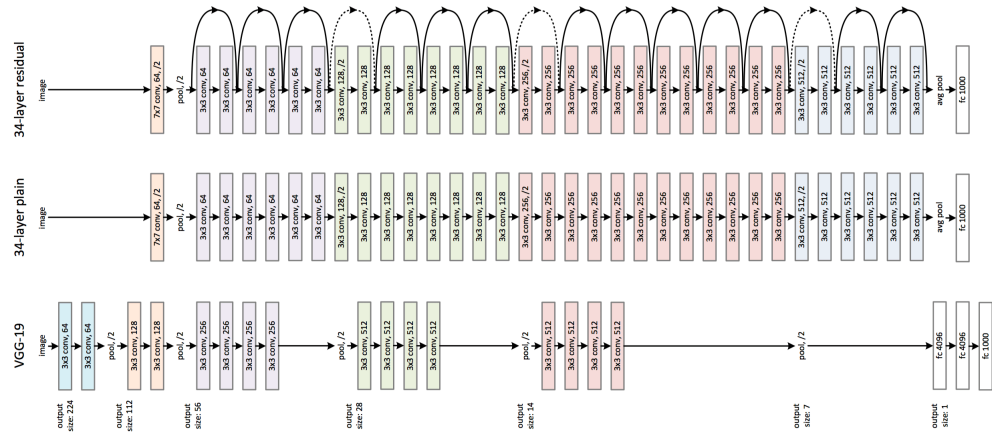 34-layer residual
image
7x7 conv, 64, /2
pool, /2
3x3 conv, 64
3x3 conv, 64
3x3 conv, 64
3x3 conv, 64
3x3 conv, 64
3x3 conv, 64
3x3 conv, 128, /2
3x3 conv, 128
3x3 conv, 128
3x3 conv, 128
3x3 conv, 128
3x3 conv, 128
3x3 conv, 128
3x3 conv, 128
3x3 conv, 256, /2
3x3 conv, 256
3x3 conv, 256
3x3 conv, 256
3x3 conv, 256
3x3 conv, 256
3x3 conv, 256
3x3 conv, 256
3x3 conv, 256
3x3 conv, 256
3x3 conv, 256
3x3 conv, 256
3x3 conv, 512, /2
3x3 conv, 512
3x3 conv, 512
3x3 conv, 512
3x3 conv, 512
3x3 conv, 512
avg pool
fc 1000
34-layer plain
image
7x7 conv, 64, /2
pool, /2
3x3 conv, 64
3x3 conv, 64
3x3 conv, 64
3x3 conv, 64
3x3 conv, 64
3x3 conv, 64
3x3 conv, 128, /2
3x3 conv, 128
3x3 conv, 128
3x3 conv, 128
3x3 conv, 128
3x3 conv, 128
3x3 conv, 128
3x3 conv, 128
3x3 conv, 256, /2
3x3 conv, 256
3x3 conv, 256
3x3 conv, 256
3x3 conv, 256
3x3 conv, 256
3x3 conv, 256
3x3 conv, 256
3x3 conv, 256
3x3 conv, 256
3x3 conv, 256
3x3 conv, 256
3x3 conv, 512, /2
3x3 conv, 512
3x3 conv, 512
3x3 conv, 512
3x3 conv, 512
3x3 conv, 512
avg pool
fc 1000
VGG-19
image
3x3 conv, 64
3x3 conv, 64
pool, /2
3x3 conv, 128
3x3 conv, 128
pool, /2
3x3 conv, 256
3x3 conv, 256
3x3 conv, 256
3x3 conv, 256
pool, /2
3x3 conv, 512
3x3 conv, 512
3x3 conv, 512
3x3 conv, 512
pool, /2
3x3 conv, 512
3x3 conv, 512
3x3 conv, 512
3x3 conv, 512
pool, /2
fc 4096
fc 4096
fc 1000
output
size: 224
output
size: 112
output
size: 56
output
size: 28
output
size: 14
output
size: 7
output
size: 1